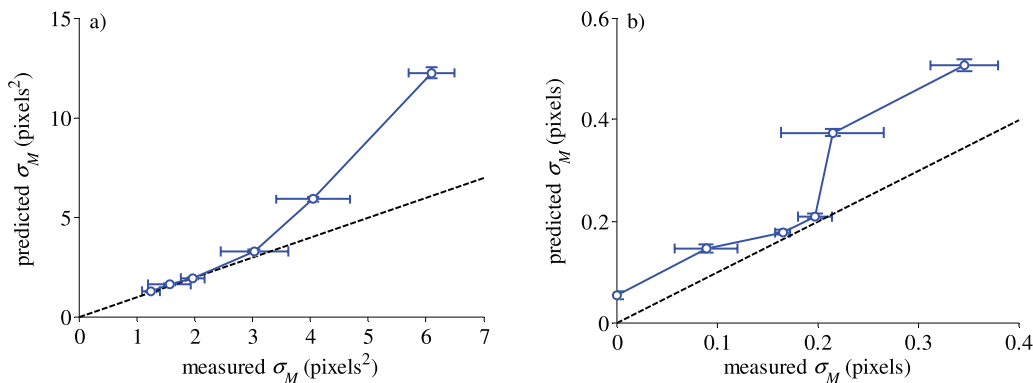 a)
15
10
5
0
predicted σ_M (pixels²)
0 1 2 3 4 5 6 7
measured σ_M (pixels²)
b)
0.6
0.4
0.2
0
predicted σ_M (pixels)
0 0.1 0.2 0.3 0.4
measured σ_M (pixels)